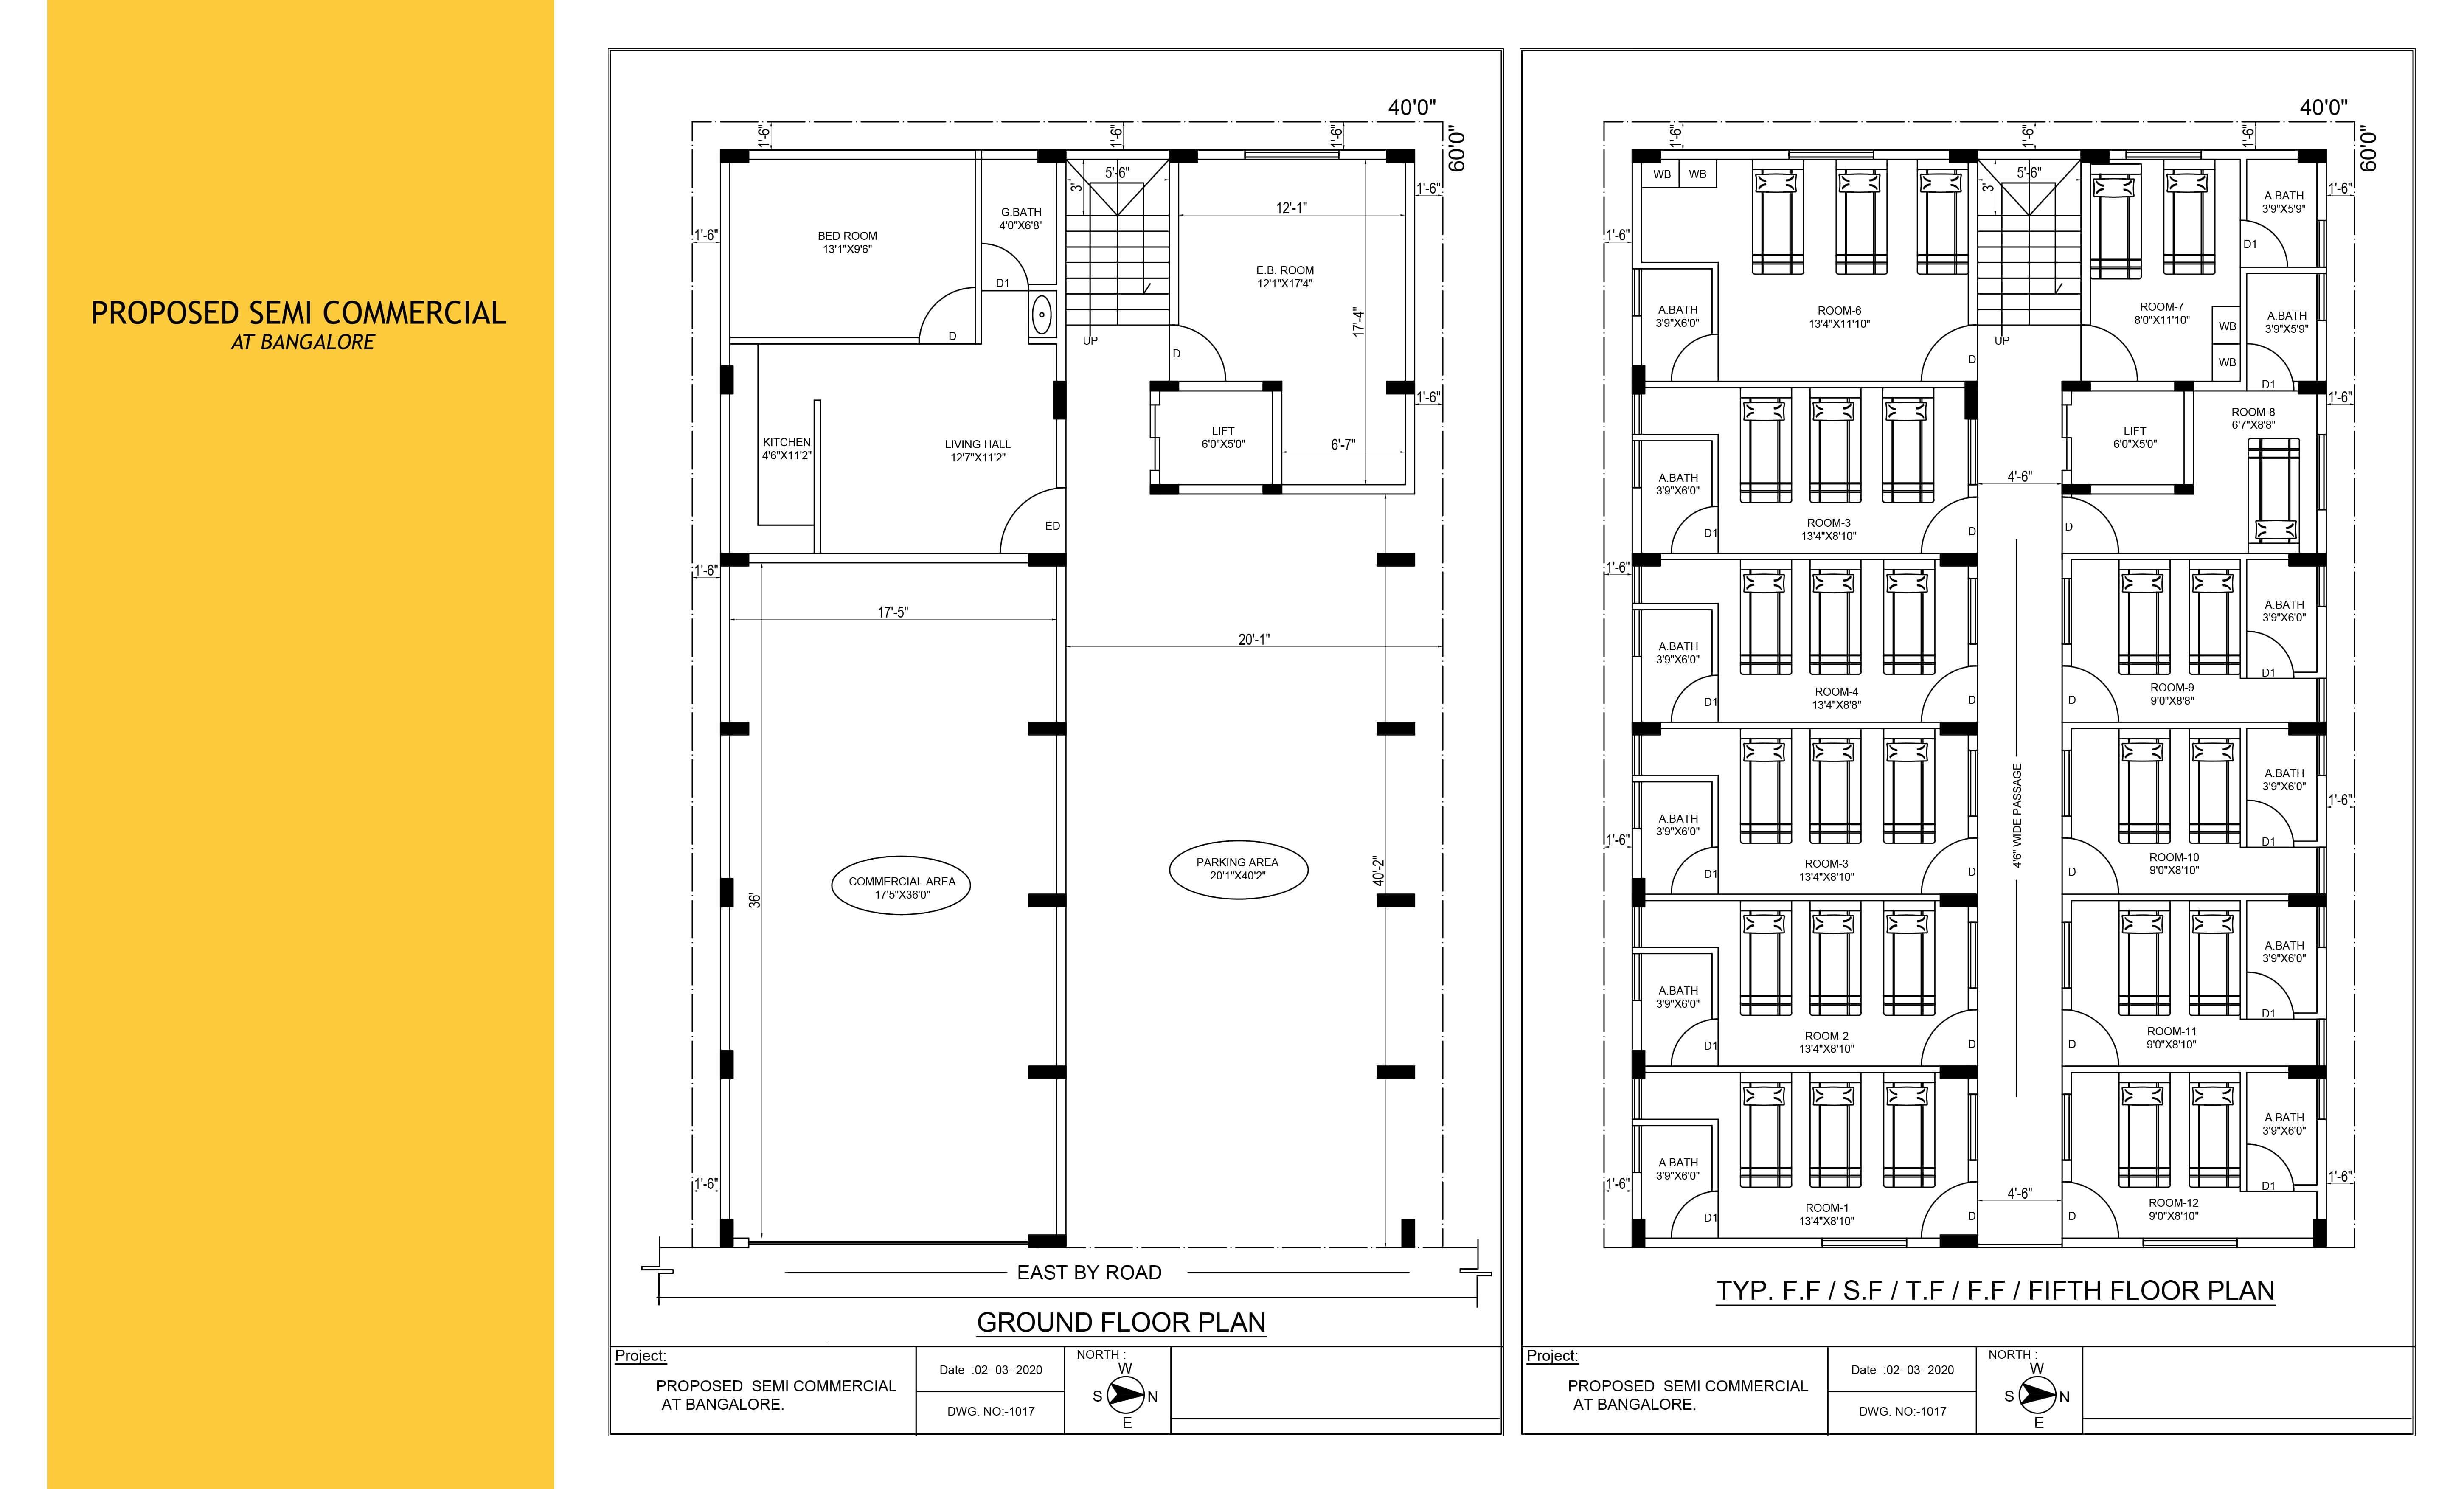 PROPOSED SEMI COMMERCIAL
AT BANGALORE
40'0"
60'0"
1'-6"
1'-6"
1'-6"
5'-6"
3'
1'-6"
12'-1"
G.BATH
4'0"X6'8"
1'-6"
BED ROOM
13'1"X9'6"
E.B. ROOM
12'1"X17'4"
D1
17'-4"
D
UP
D
1'-6"
KITCHEN
4'6"X11'2"
LIVING HALL
12'7"X11'2"
LIFT
6'0"X5'0"
6'-7"
ED
1'-6"
17'-5"
20'-1"
COMMERCIAL AREA
17'5"X36'0"
PARKING AREA
20'1"X40'2"
36'
40'-2"
1'-6"
EAST BY ROAD
GROUND FLOOR PLAN
Project:
PROPOSED  SEMI COMMERCIAL
AT BANGALORE.
Date  :02- 03- 2020
DWG. NO:-1017
NORTH :
W
S
N
E
40'0"
60'0"
1'-6"
1'-6"
1'-6"
WB
WB
5'-6"
3'
A.BATH
3'9"X5'9"
1'-6"
1'-6"
D1
A.BATH
3'9"X6'0"
ROOM-6
13'4"X11'10"
ROOM-7
8'0"X11'10"
A.BATH
3'9"X5'9"
WB
WB
UP
D
D1
1'-6"
ROOM-8
6'7"X8'8"
LIFT
6'0"X5'0"
A.BATH
3'9"X6'0"
4'-6"
ROOM-3
13'4"X8'10"
D1
D
D
1'-6"
A.BATH
3'9"X6'0"
A.BATH
3'9"X6'0"
D1
ROOM-4
13'4"X8'8"
ROOM-9
9'0"X8'8"
D1
D
D
A.BATH
3'9"X6'0"
1'-6"
4'6" WIDE PASSAGE
A.BATH
3'9"X6'0"
1'-6"
D1
ROOM-3
13'4"X8'10"
ROOM-10
9'0"X8'10"
D1
D
D
A.BATH
3'9"X6'0"
A.BATH
3'9"X6'0"
D1
ROOM-2
13'4"X8'10"
ROOM-11
9'0"X8'10"
D1
D
D
A.BATH
3'9"X6'0"
A.BATH
3'9"X6'0"
1'-6"
1'-6"
D1
4'-6"
ROOM-1
13'4"X8'10"
ROOM-12
9'0"X8'10"
D1
D
D
TYP. F.F / S.F / T.F / F.F / FIFTH FLOOR PLAN
Project:
PROPOSED  SEMI COMMERCIAL
AT BANGALORE.
Date  :02- 03- 2020
DWG. NO:-1017
NORTH :
W
S
N
E